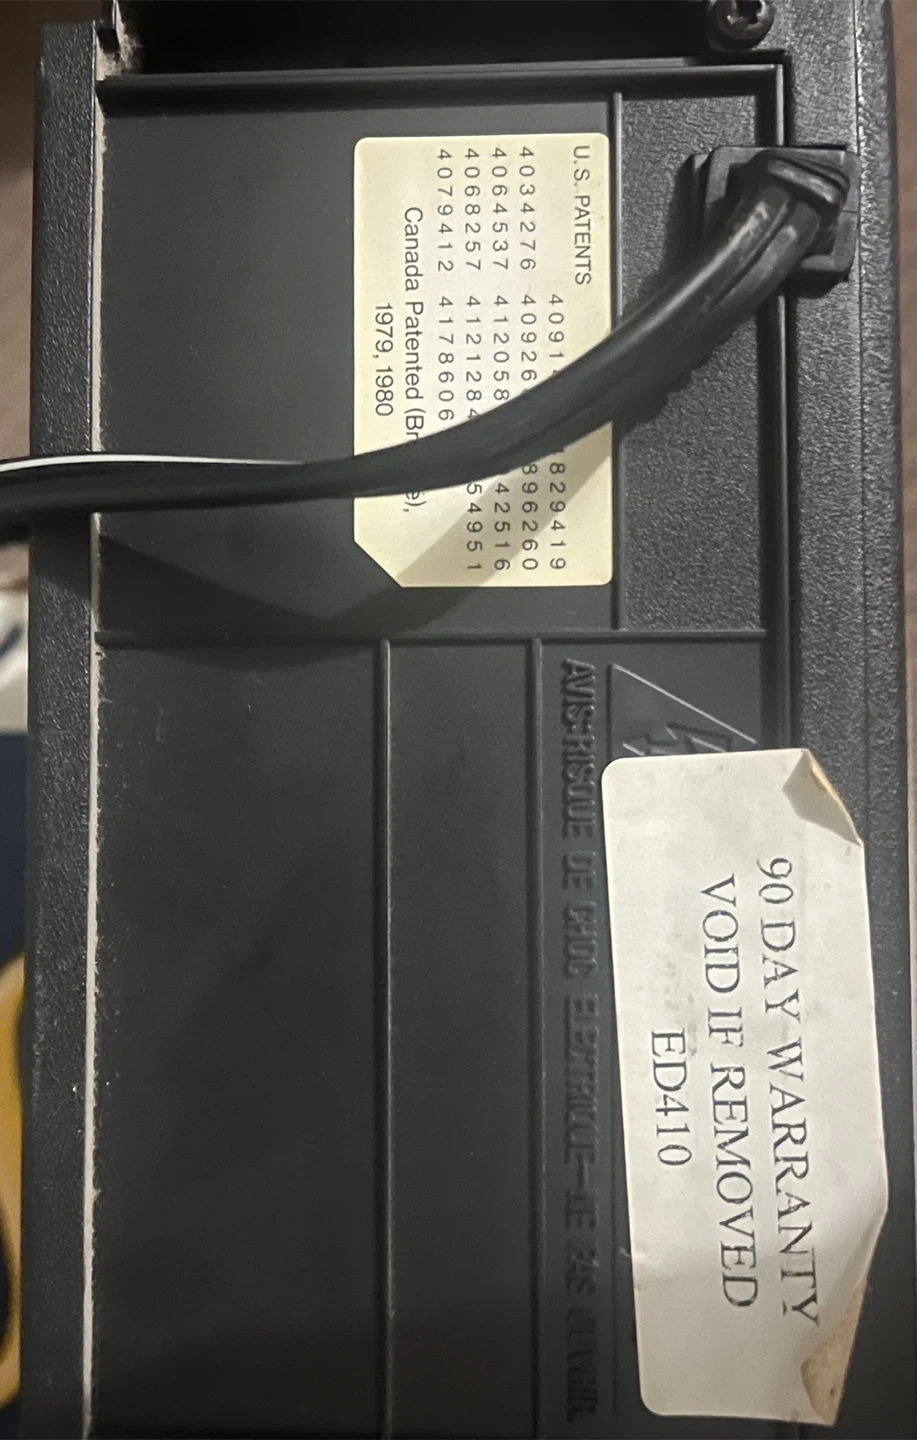 U.S. PATENTS
4034276
4064537
4068257
4079412 4178606
Canada Patented
1979, 1980
AVIS:RISQUE DE CHOC ELECTRIQUE—NE PAS OUVRIR
90 DAY WARRANTY
VOID IF REMOVED
ED410